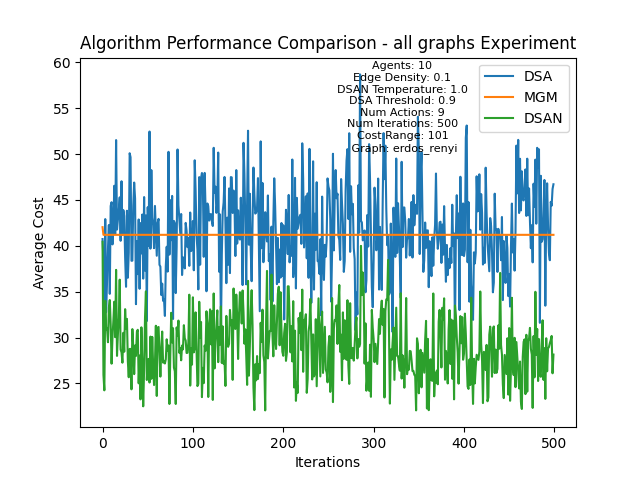 Algorithm Performance Comparison - all graphs Experiment
60
55
50
45
40
35
30
25
Average Cost
Agents: 10
Edge Density: 0.1
DSAN Temperature: 1.0
DSA Threshold: 0.9
Num Actions: 9
Num Iterations: 500
Cost Range: 101
Graph: erdos_renyi
DSA
MGM
DSAN
0
100
200
300
400
500
Iterations